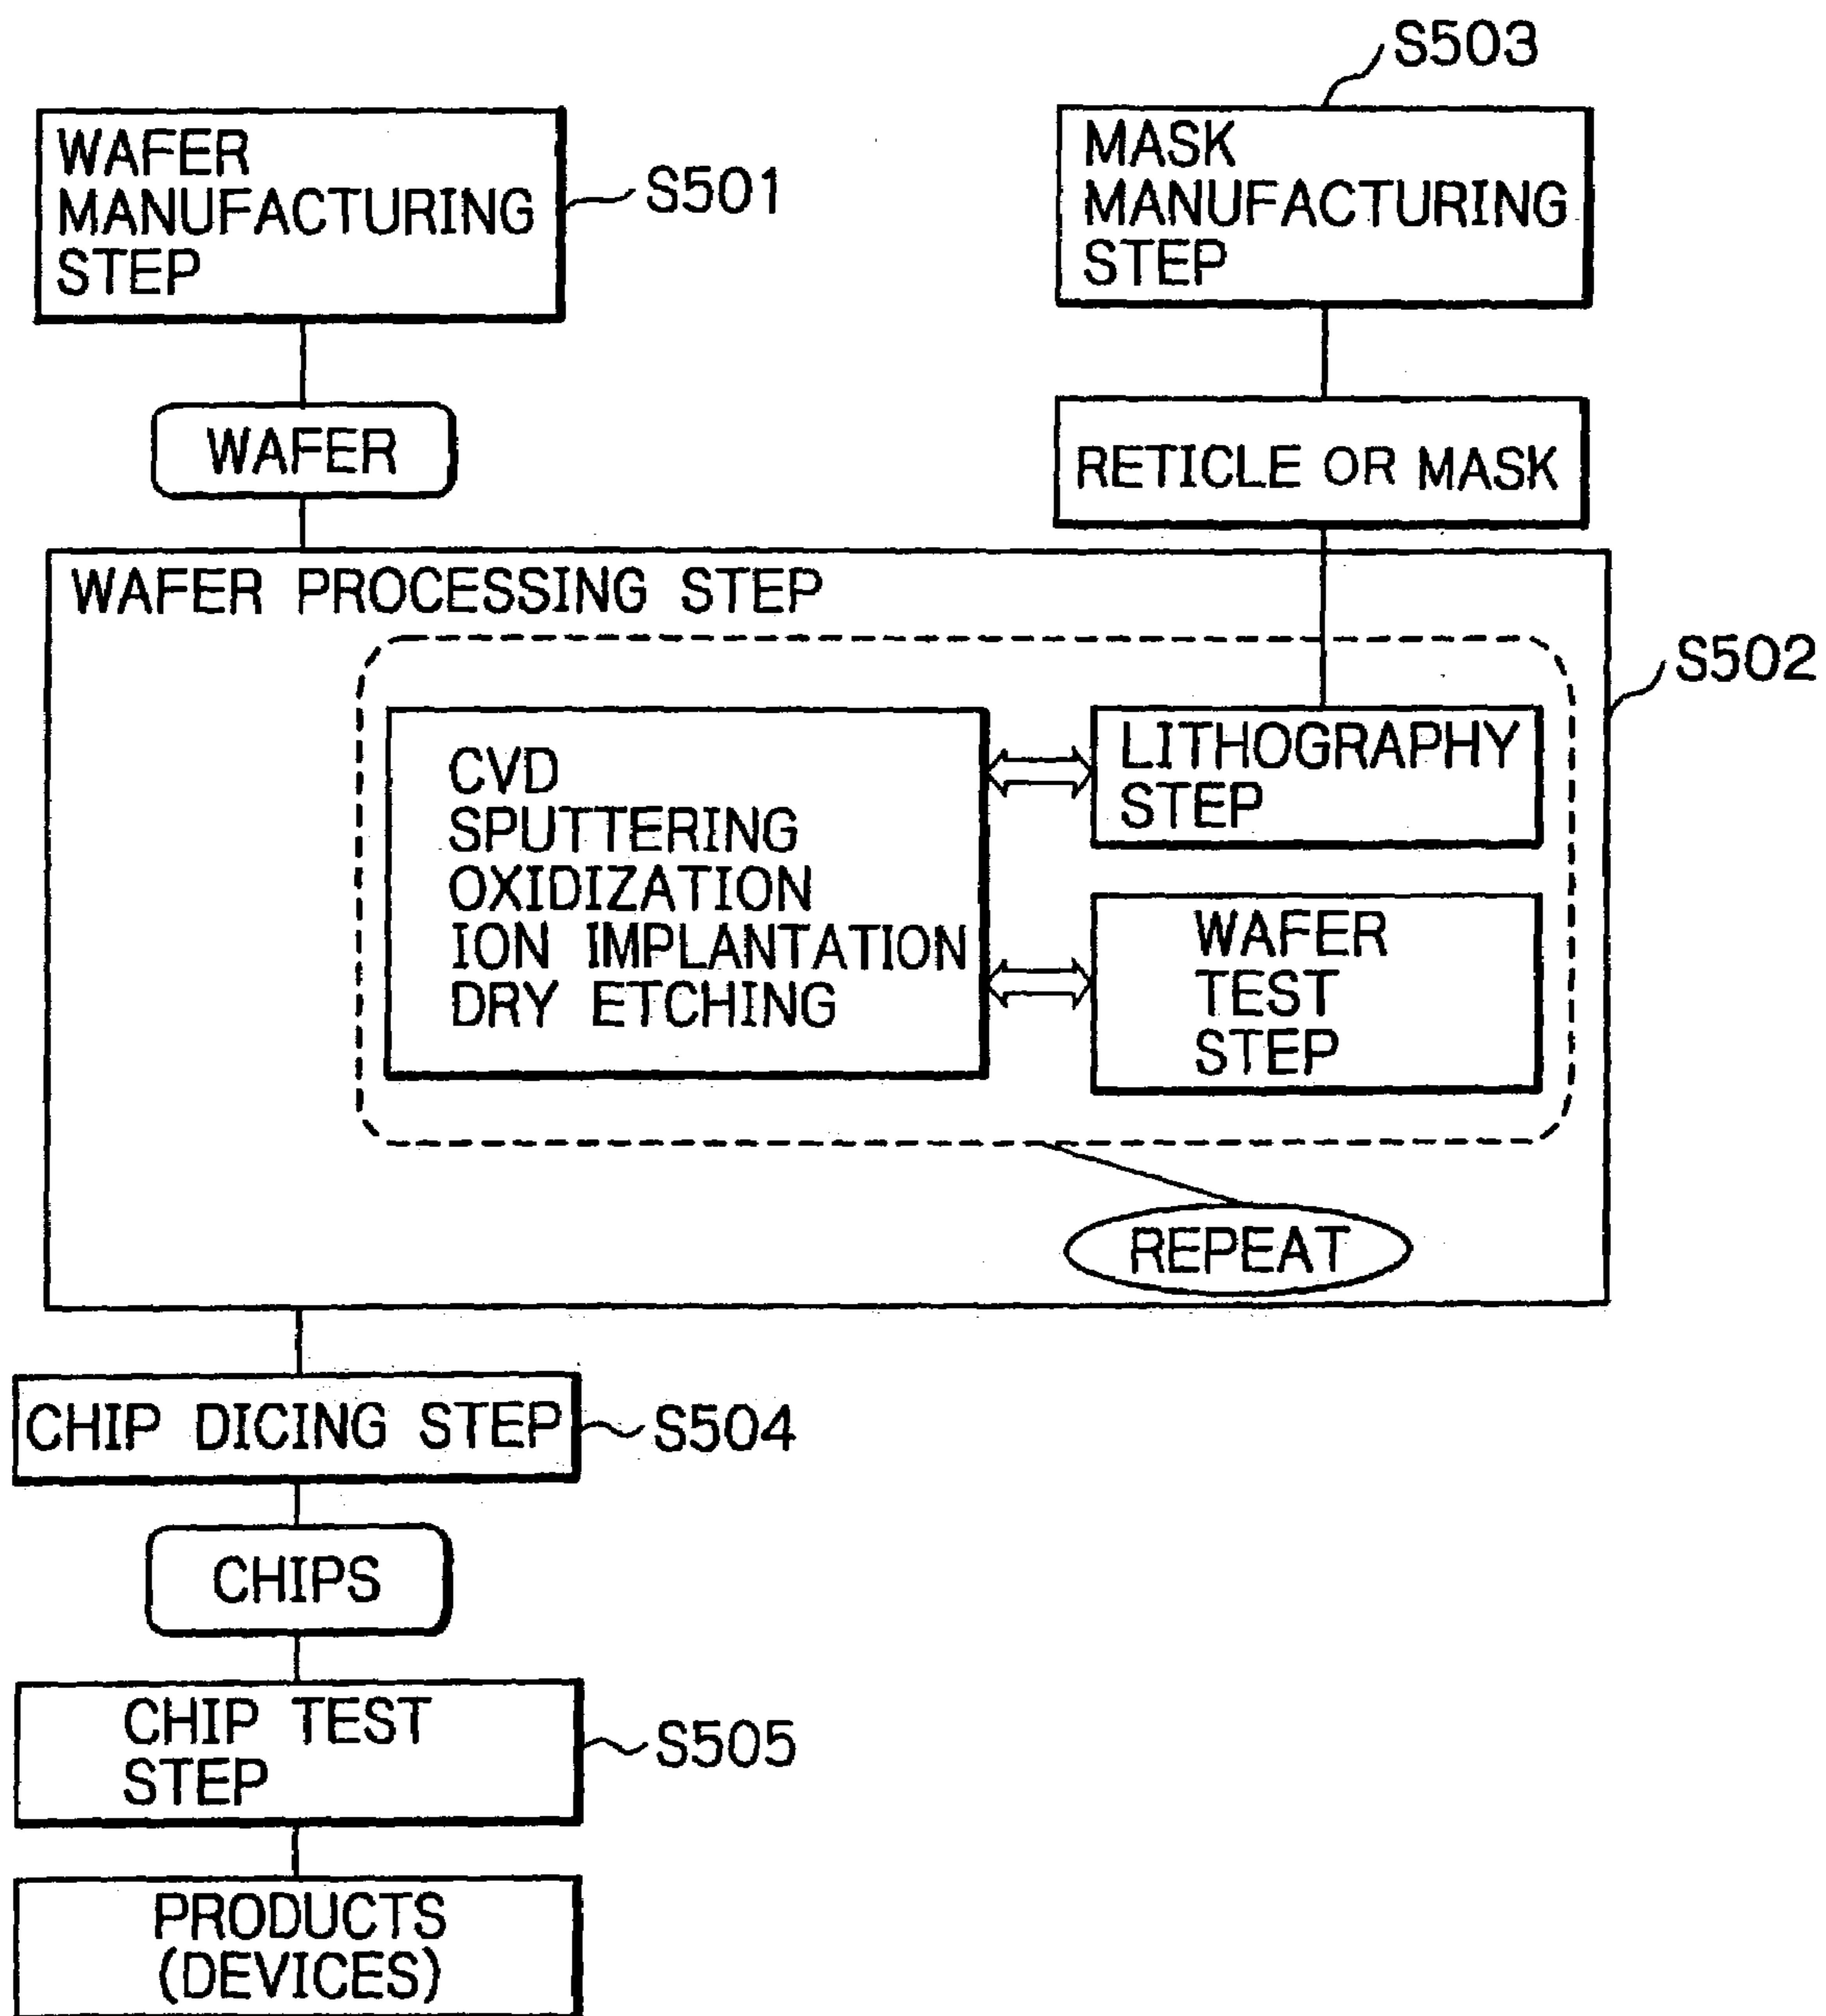 S503
WAFER
MANUFACTURING
STEP
S501
MASK
MANUFACTURING
STEP
WAFER
RETICLE OR MASK
WAFER PROCESSING STEP
S502
CVD
SPUTTERING
OXIDIZATION
ION IMPLANTATION
DRY ETCHING
LITHOGRAPHY
STEP
WAFER
TEST
STEP
REPEAT
CHIP DICING STEP
S504
CHIPS
CHIP TEST
STEP
S505
PRODUCTS
(DEVICES)